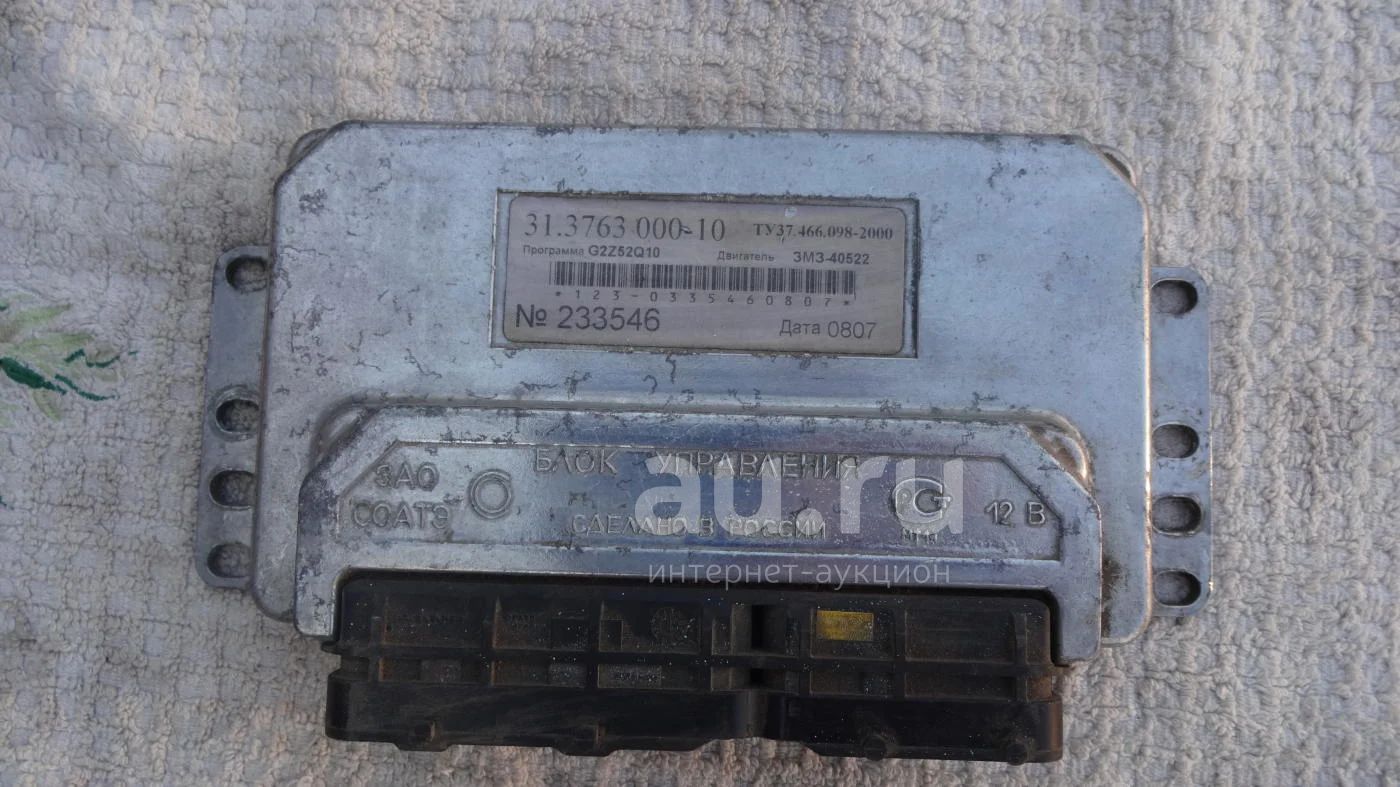 31.3763 000-10 ТУ37.466.098-2000
Программа G2Z52Q10 Двигатель ЗМЗ-40522
*123-0335460807*
№ 233546 Дата 0807
БЛОК УПРАВЛЕНИЯ
ЗАО
СОАТЭ
СДЕЛАНО В РОССИИ
12 В
au.ru
интернет-аукцион